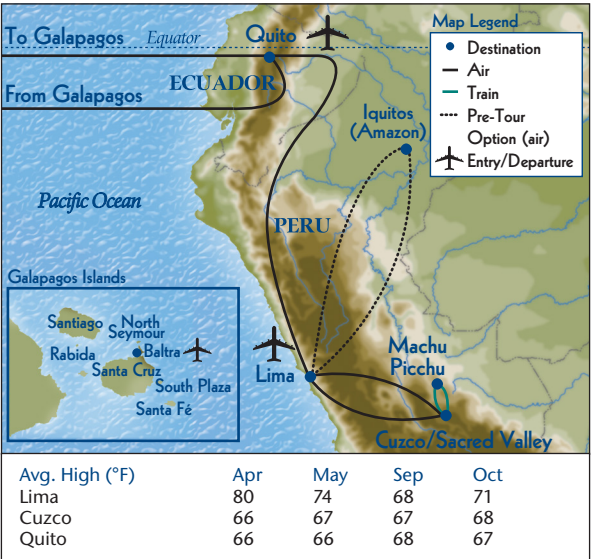 To Galapagos
Equator
Quito
From Galapagos
ECUADOR
Map Legend
Destination
Air
Train
Pre-Tour
Option (air)
Entry/Departure
Iquitos
(Amazon)
Pacific Ocean
PERU
Galapagos Islands
Santiago
North
Seymour
Rabida
Baltra
Santa Cruz
South Plaza
Santa Fé
Lima
Machu
Picchu
Cuzco/Sacred Valley
Avg. High (°F) Apr May Sep Oct
Lima 80 74 68 71
Cuzco 66 67 67 68
Quito 66 66 68 67